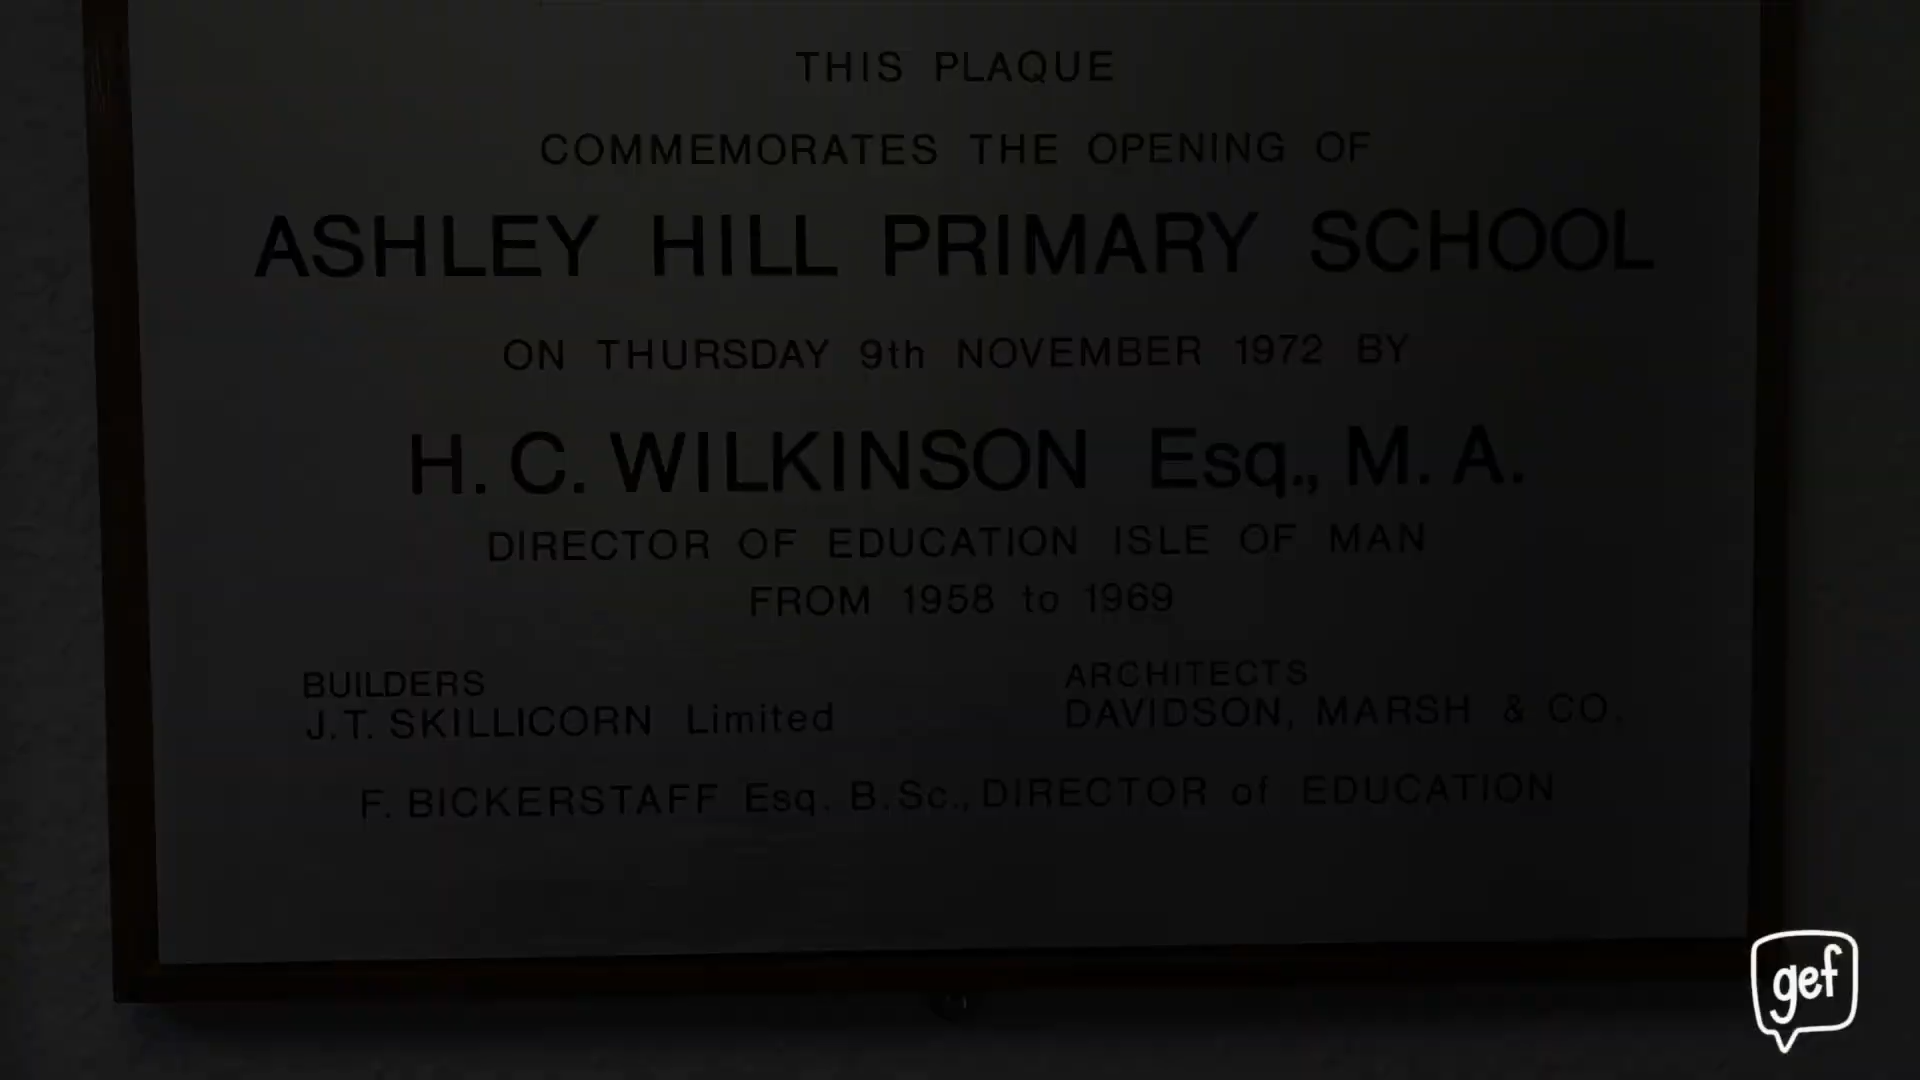 THIS PLAQUE
COMMEMORATES THE OPENING OF
ASHLEY HILL PRIMARY SCHOOL
ON THURSDAY 9th NOVEMBER 1972 BY
H. C. WILKINSON Esq., M. A.
DIRECTOR OF EDUCATION ISLE OF MAN
FROM 1958 to 1969
BUILDERS
J.T. SKILLICORN Limited
ARCHITECTS
DAVIDSON, MARSH & CO.
F. BICKERSTAFF Esq. B.Sc., DIRECTOR of EDUCATION
gef